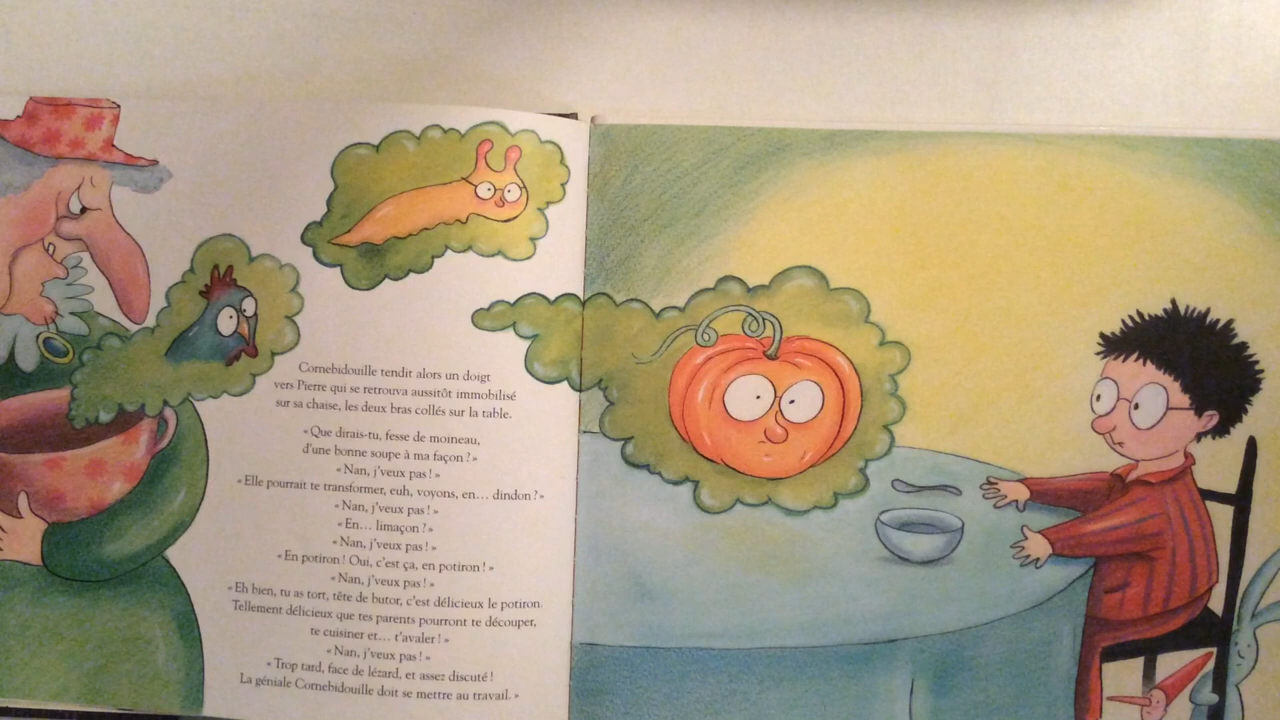 Cornebidouille tendit alors un doigt
vers Pierre qui se retrouva aussitôt immobilisé
sur sa chaise, les deux bras collés sur la table.
« Que dirais-tu, fesse de moineau,
d'une bonne soupe à ma façon ? »
« Nan, j'veux pas ! »
« Elle pourrait te transformer, euh, voyons, en... dindon ? »
« Nan, j'veux pas ! »
« En... limaçon ? »
« Nan, j'veux pas ! »
« En potiron ! Oui, c'est ça, en potiron ! »
« Nan, j'veux pas ! »
« Eh bien, tu as tort, tête de butor, c'est délicieux le potiron.
Tellement délicieux que tes parents pourront te découper,
te cuisiner et... t'avaler ! »
« Nan, j'veux pas ! »
« Trop tard, face de lézard, et assez discuté !
La géniale Cornebidouille doit se mettre au travail. »